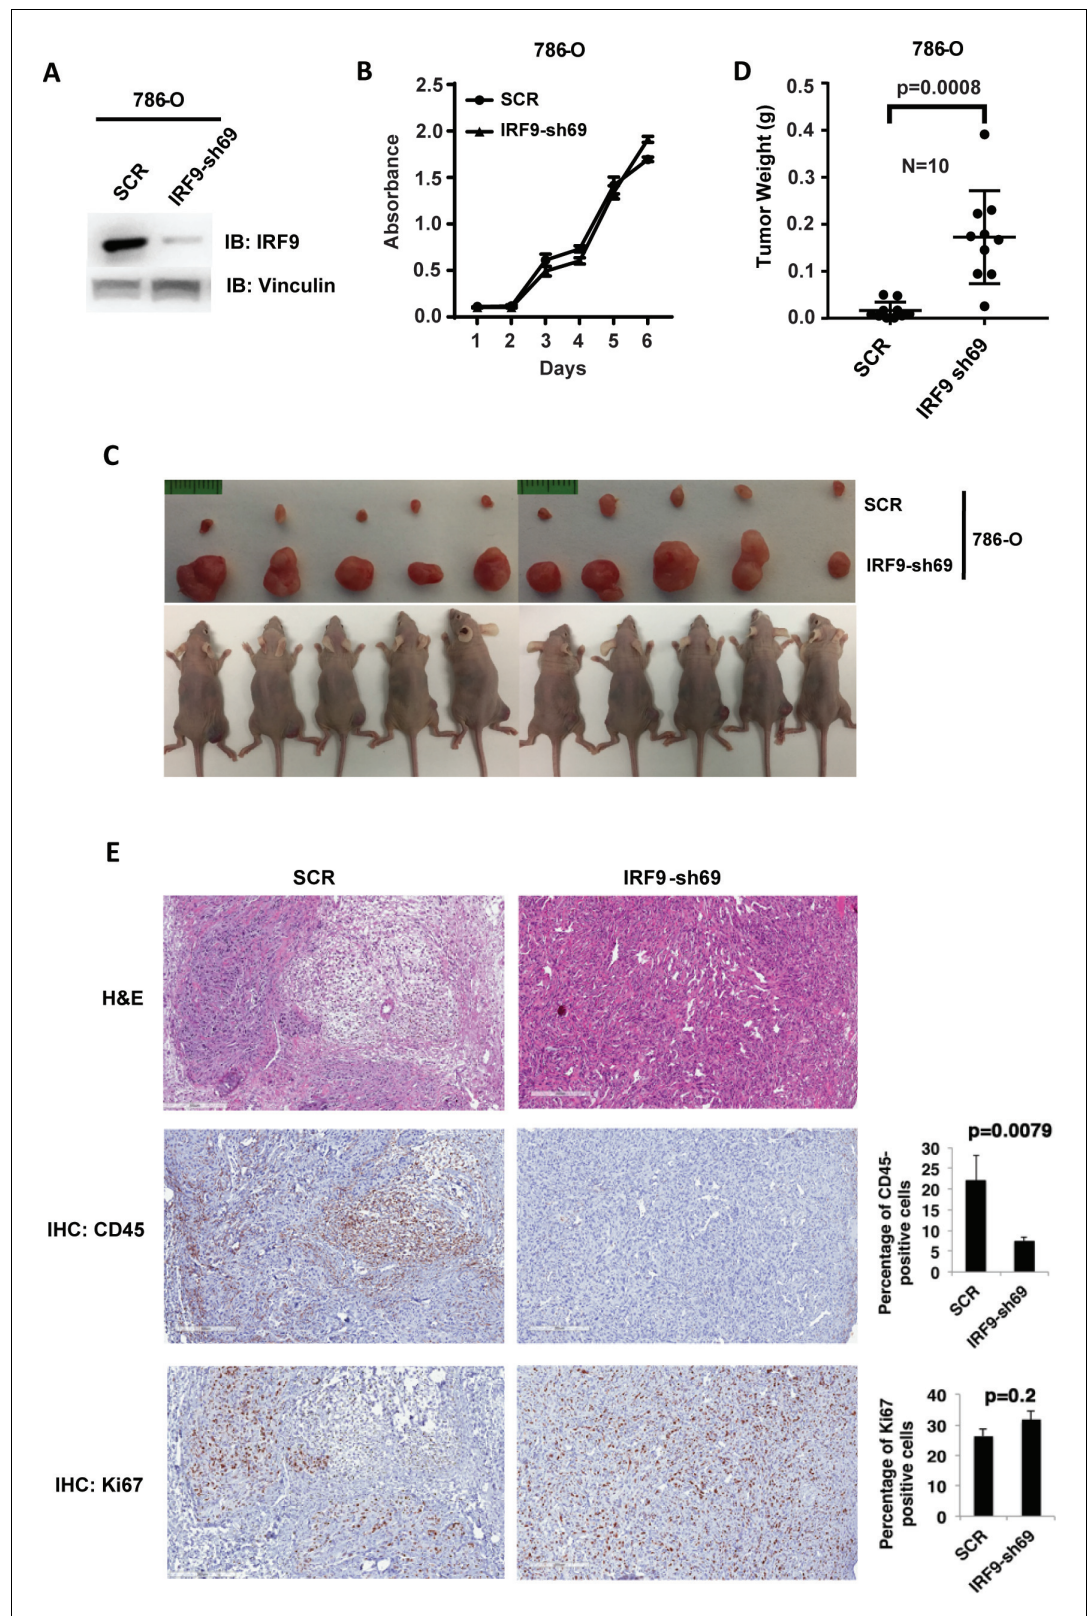 A
786-O
SCR
IRF9-sh69
IB: IRF9
IB: Vinculin
B
786-O
SCR
IRF9-sh69
Absorbance
2.5
2.0
1.5
1.0
0.5
0.0
1 2 3 4 5 6
Days
D
786-O
p=0.0008
N=10
Tumor Weight (g)
0.5
0.4
0.3
0.2
0.1
0.0
SCR
IRF9 sh69
C
SCR
IRF9-sh69
786-O
E
SCR
IRF9-sh69
H&E
IHC: CD45
p=0.0079
Percentage of CD45-
positive cells
30
25
20
15
10
5
0
SCR
IRF9-sh69
IHC: Ki67
p=0.2
Percentage of Ki67
positive cells
40
30
20
10
0
SCR
IRF9-sh69